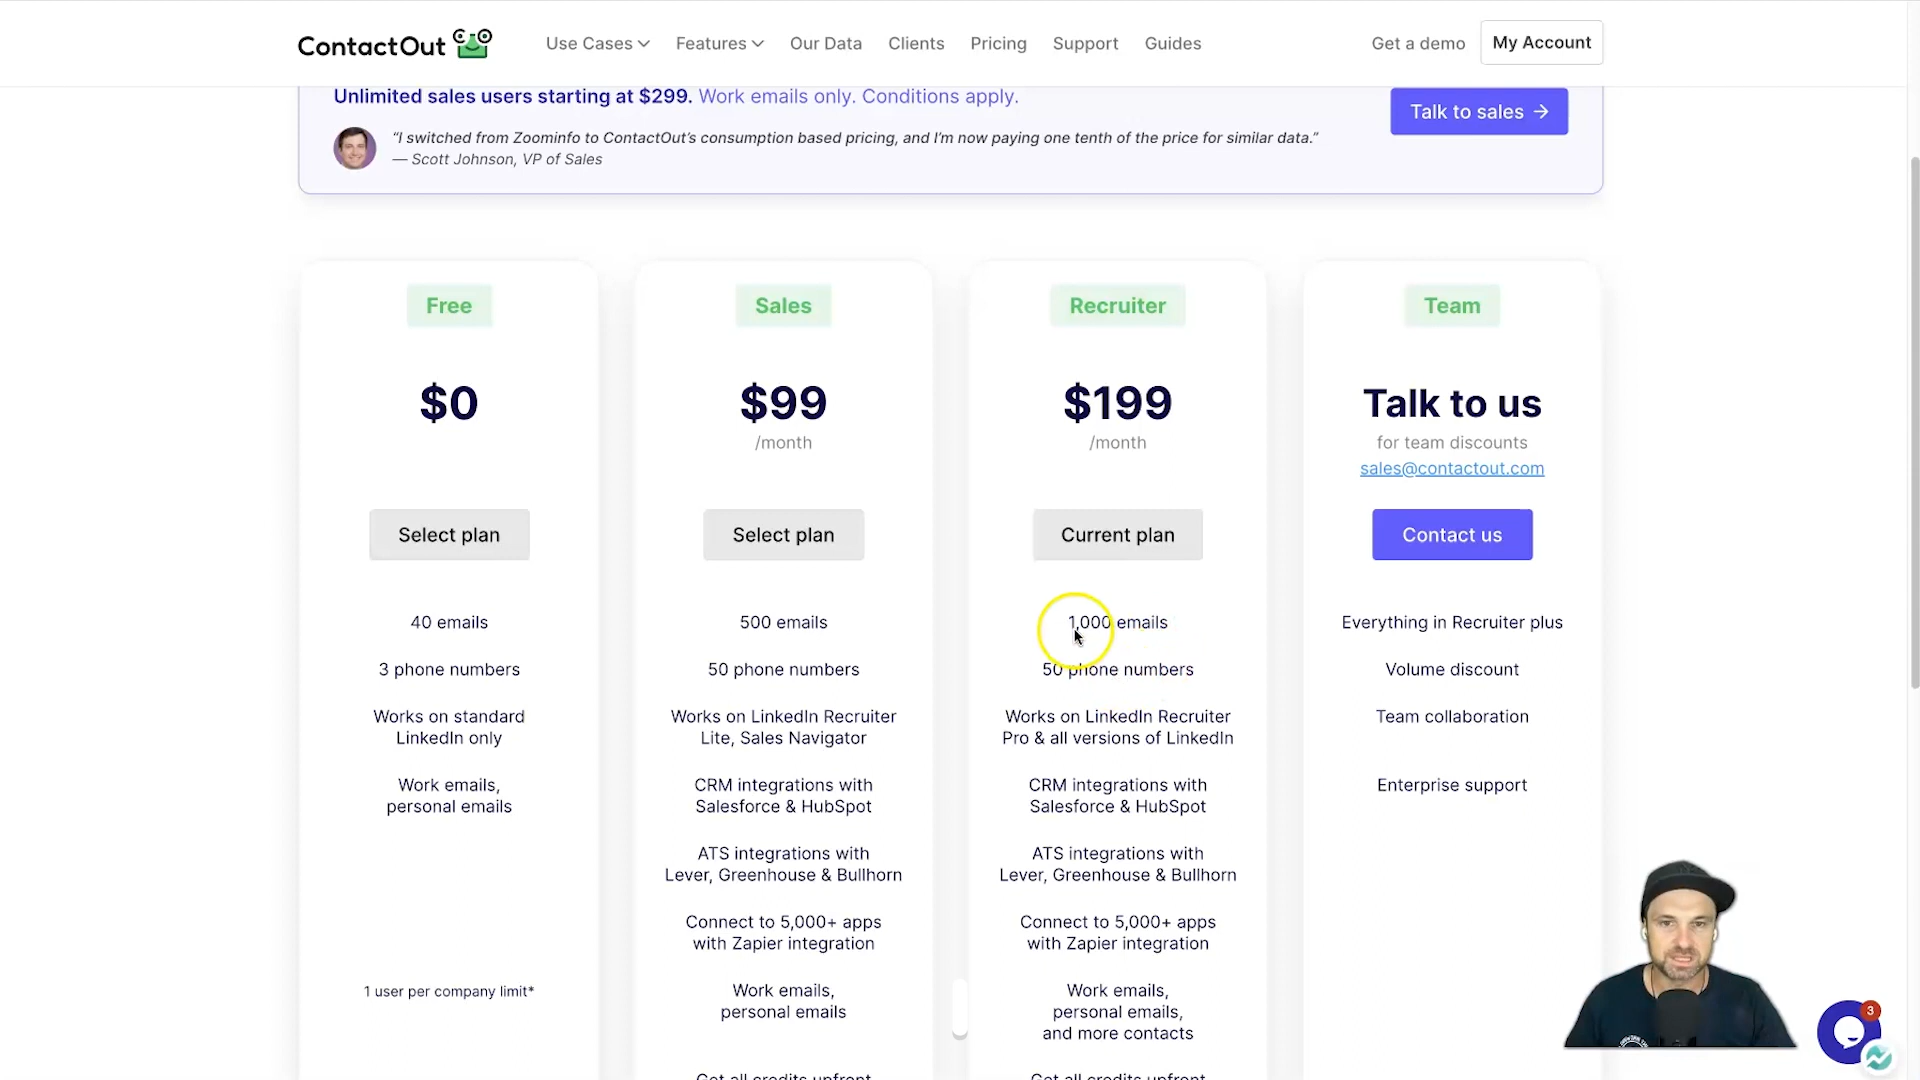 ContactOut
Use Cases
Features
Our Data
Clients
Pricing
Support
Guides
Get a demo
My Account
Unlimited sales users starting at $299. Work emails only. Conditions apply.
Talk to sales →
“I switched from Zoominfo to ContactOut’s consumption based pricing, and I’m now paying one tenth of the price for similar data.”
— Scott Johnson, VP of Sales
Free
$0
Select plan
40 emails
3 phone numbers
Works on standard
LinkedIn only
Work emails,
personal emails
1 user per company limit*
Sales
$99
/month
Select plan
500 emails
50 phone numbers
Works on LinkedIn Recruiter
Lite, Sales Navigator
CRM integrations with
Salesforce & HubSpot
ATS integrations with
Lever, Greenhouse & Bullhorn
Connect to 5,000+ apps
with Zapier integration
Work emails,
personal emails
Get all credits upfront
Recruiter
$199
/month
Current plan
1,000 emails
50 phone numbers
Works on LinkedIn Recruiter
Pro & all versions of LinkedIn
CRM integrations with
Salesforce & HubSpot
ATS integrations with
Lever, Greenhouse & Bullhorn
Connect to 5,000+ apps
with Zapier integration
Work emails,
personal emails,
and more contacts
Get all credits upfront
Team
Talk to us
for team discounts
sales@contactout.com
Contact us
Everything in Recruiter plus
Volume discount
Team collaboration
Enterprise support
3